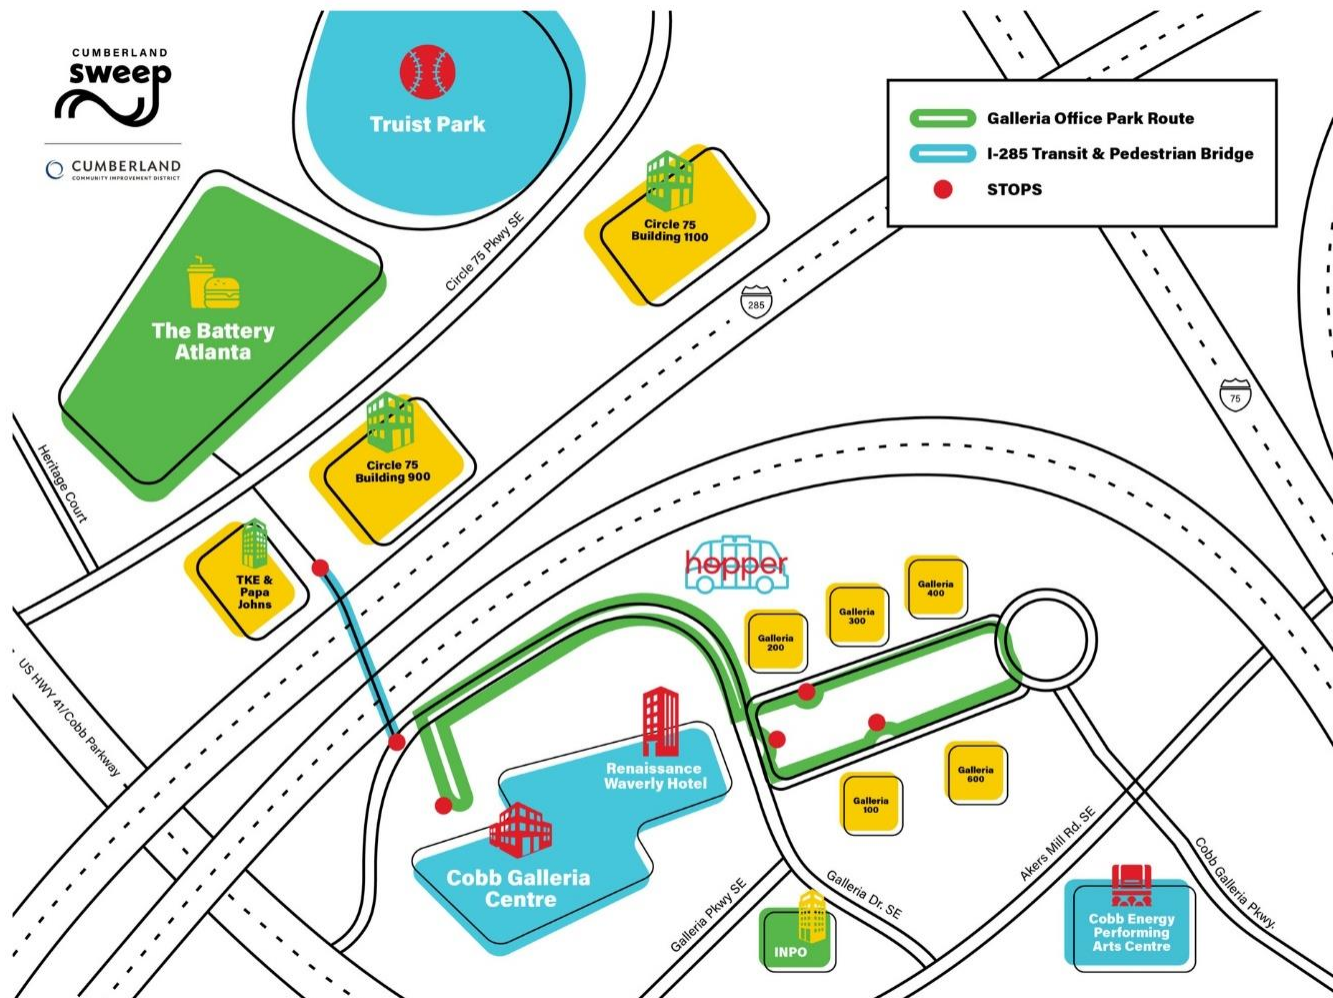 CUMBERLAND
sweep
CUMBERLAND
COMMUNITY IMPROVEMENT DISTRICT
Truist Park
Galleria Office Park Route
I-285 Transit & Pedestrian Bridge
STOPS
Circle 75
Building 1100
Circle 75 Pkwy SE
285
The Battery
Atlanta
75
Heritage Court
Circle 75
Building 900
TKE &
Papa
Johns
hopper
Galleria
400
Galleria
300
Galleria
200
US HWY 41/Cobb Parkway
Renaissance
Waverly Hotel
Galleria
600
Galleria
100
Cobb Galleria
Centre
Akers Mill Rd. SE
Cobb Galleria Pkwy.
Galleria Pkwy SE
Galleria Dr. SE
INPO
Cobb Energy
Performing
Arts Centre